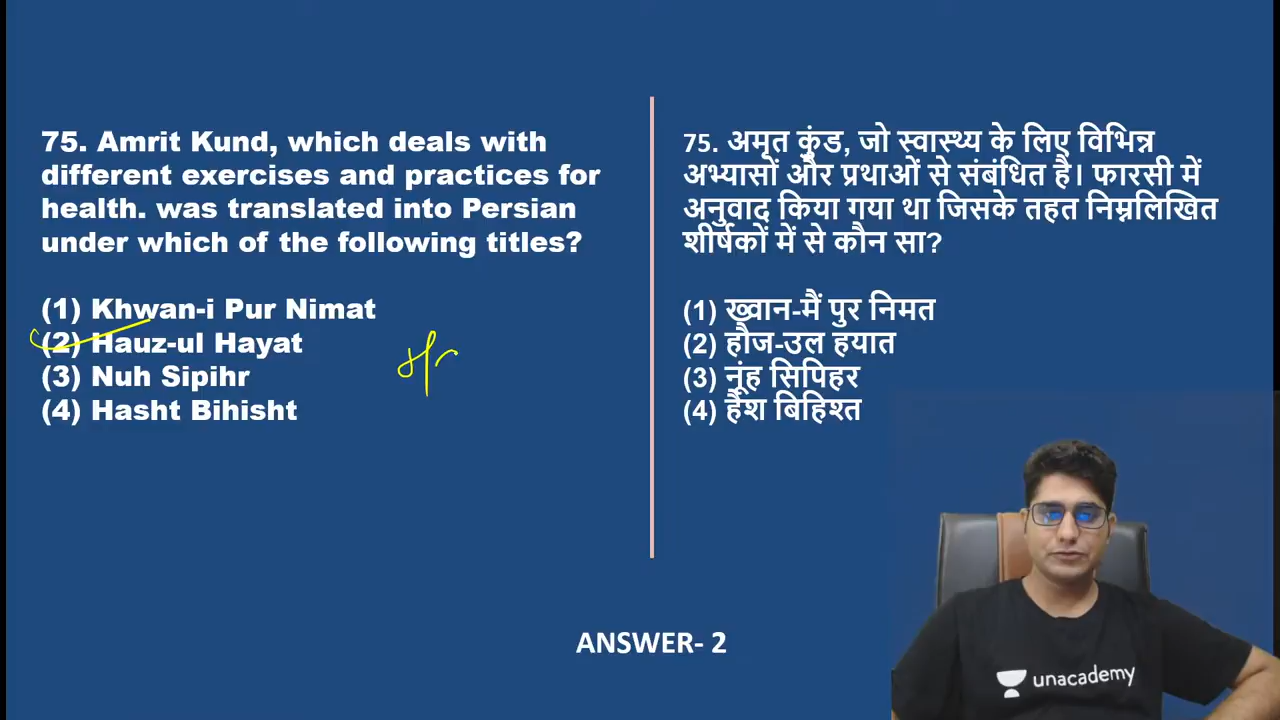 75. Amrit Kund, which deals with
different exercises and practices for
health. was translated into Persian
under which of the following titles?
(1) Khwan-i Pur Nimat
(2) Hauz-ul Hayat
(3) Nuh Sipihr
(4) Hasht Bihisht
75. अमृत कुंड, जो स्वास्थ्य के लिए विभिन्न
अभ्यासों और प्रथाओं से संबंधित है। फारसी में
अनुवाद किया गया था जिसके तहत निम्नलिखित
शीर्षकों में से कौन सा?
(1) ख्वान-मैं पुर निमत
(2) हौज-उल हयात
(3) नूंह सिपिहर
(4) हैश बिहिश्त
ANSWER- 2
unacademy